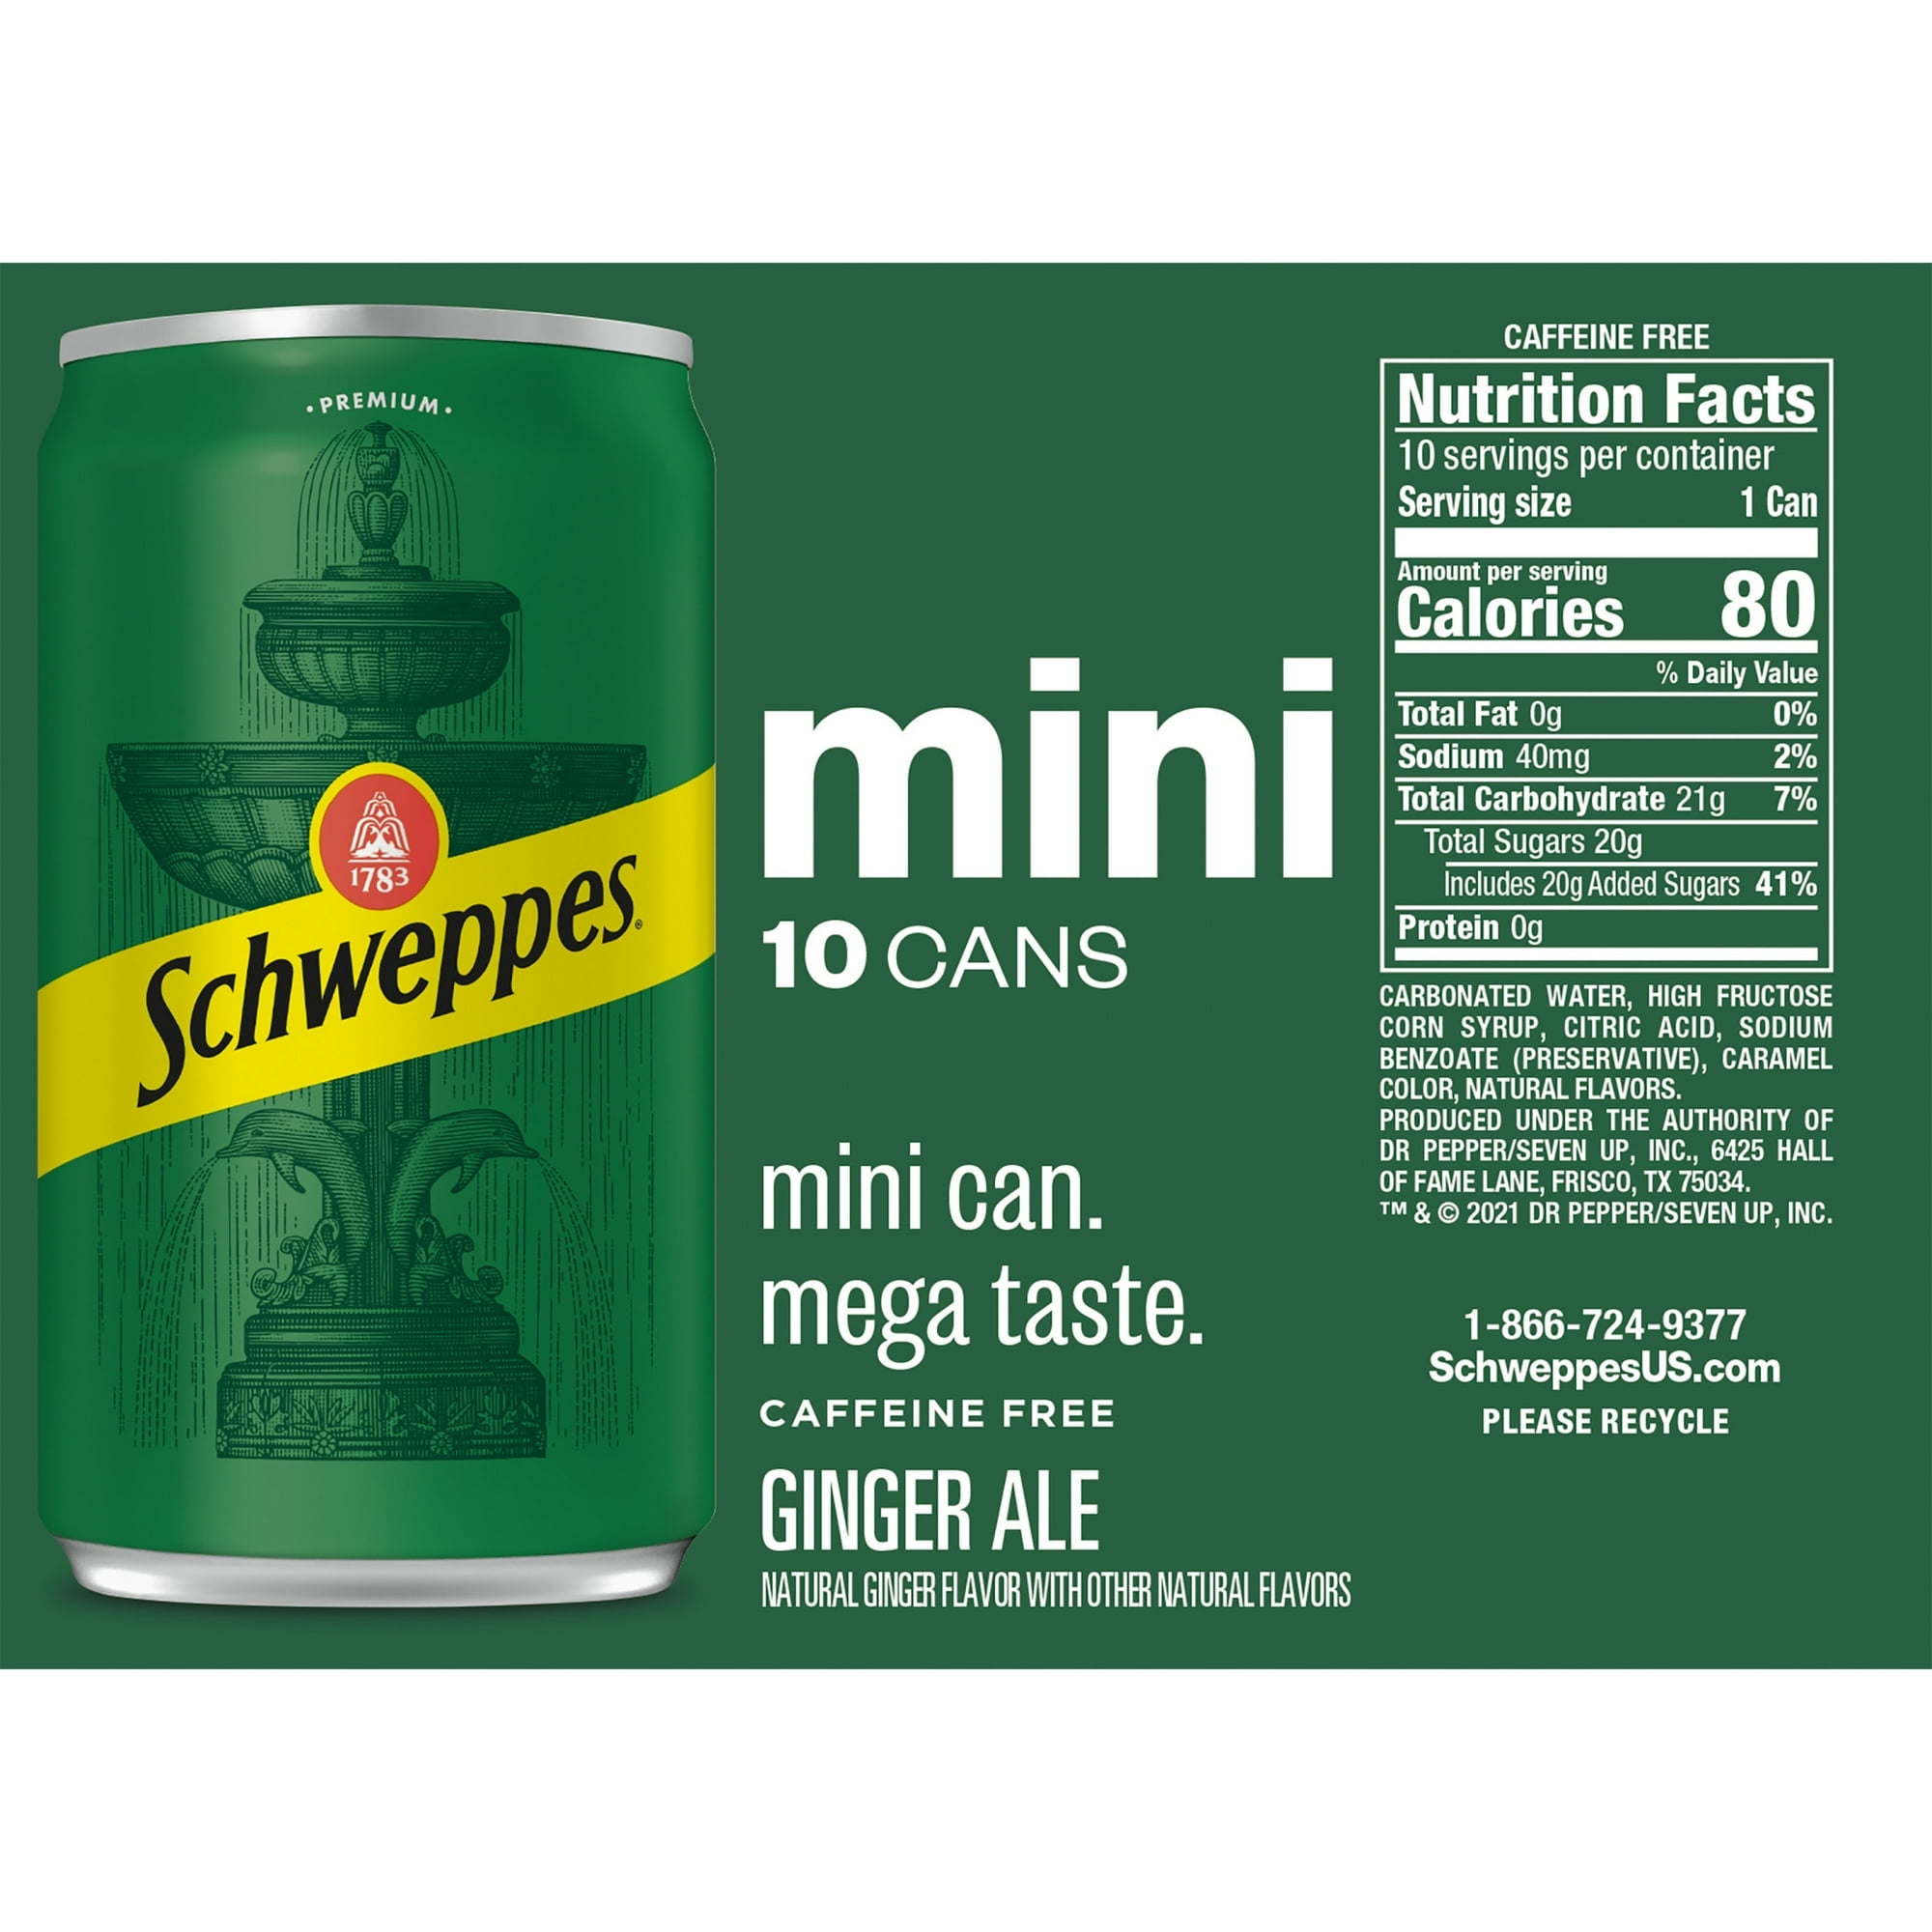 • PREMIUM •
1783
Schweppes®
mini
10 CANS
mini can.
mega taste.
CAFFEINE FREE
GINGER ALE
NATURAL GINGER FLAVOR WITH OTHER NATURAL FLAVORS
CAFFEINE FREE
Nutrition Facts
10 servings per container
Serving size 1 Can
Amount per serving
Calories 80
% Daily Value
Total Fat 0g 0%
Sodium 40mg 2%
Total Carbohydrate 21g 7%
Total Sugars 20g
Includes 20g Added Sugars 41%
Protein 0g
CARBONATED WATER, HIGH FRUCTOSE
CORN SYRUP, CITRIC ACID, SODIUM
BENZOATE (PRESERVATIVE), CARAMEL
COLOR, NATURAL FLAVORS.
PRODUCED UNDER THE AUTHORITY OF
DR PEPPER/SEVEN UP, INC., 6425 HALL
OF FAME LANE, FRISCO, TX 75034.
™ & © 2021 DR PEPPER/SEVEN UP, INC.
1-866-724-9377
SchweppesUS.com
PLEASE RECYCLE